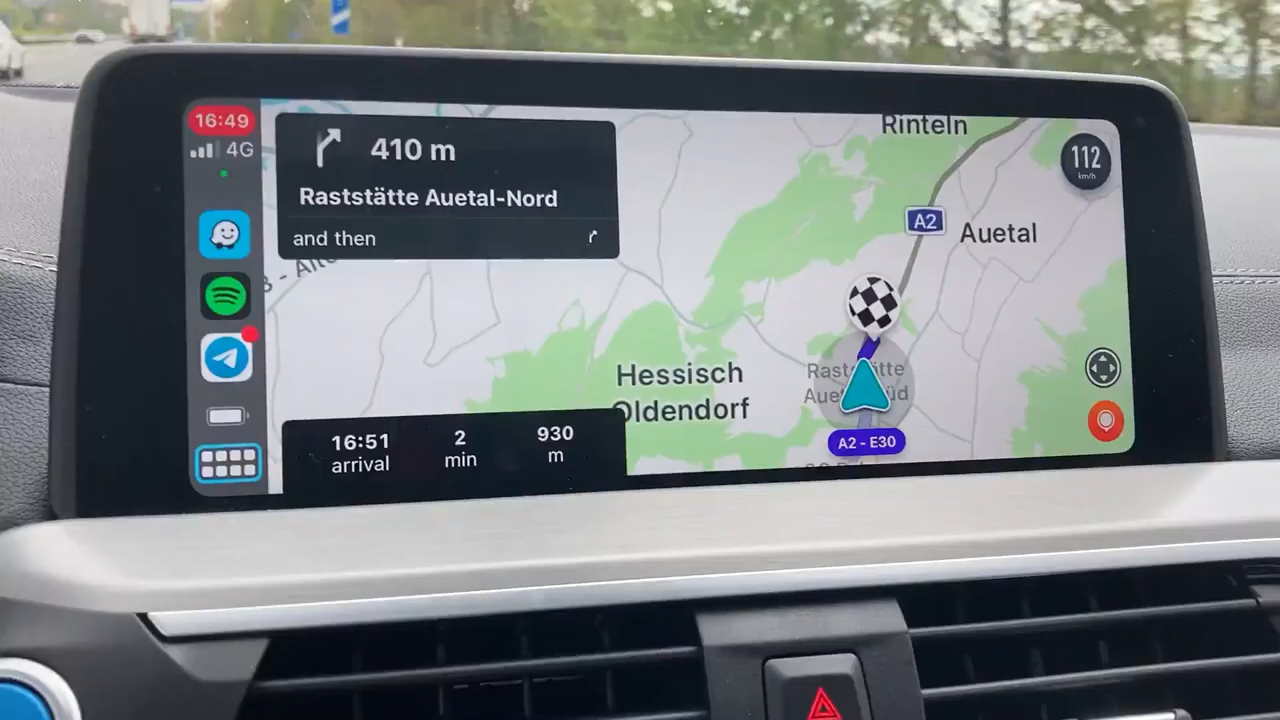 16:49
4G
410 m
Raststätte Auetal-Nord
and then
Rinteln
112
km/h
A2
Auetal
Hessisch
Oldendorf
A2 - E30
16:51
arrival
2
min
930
m